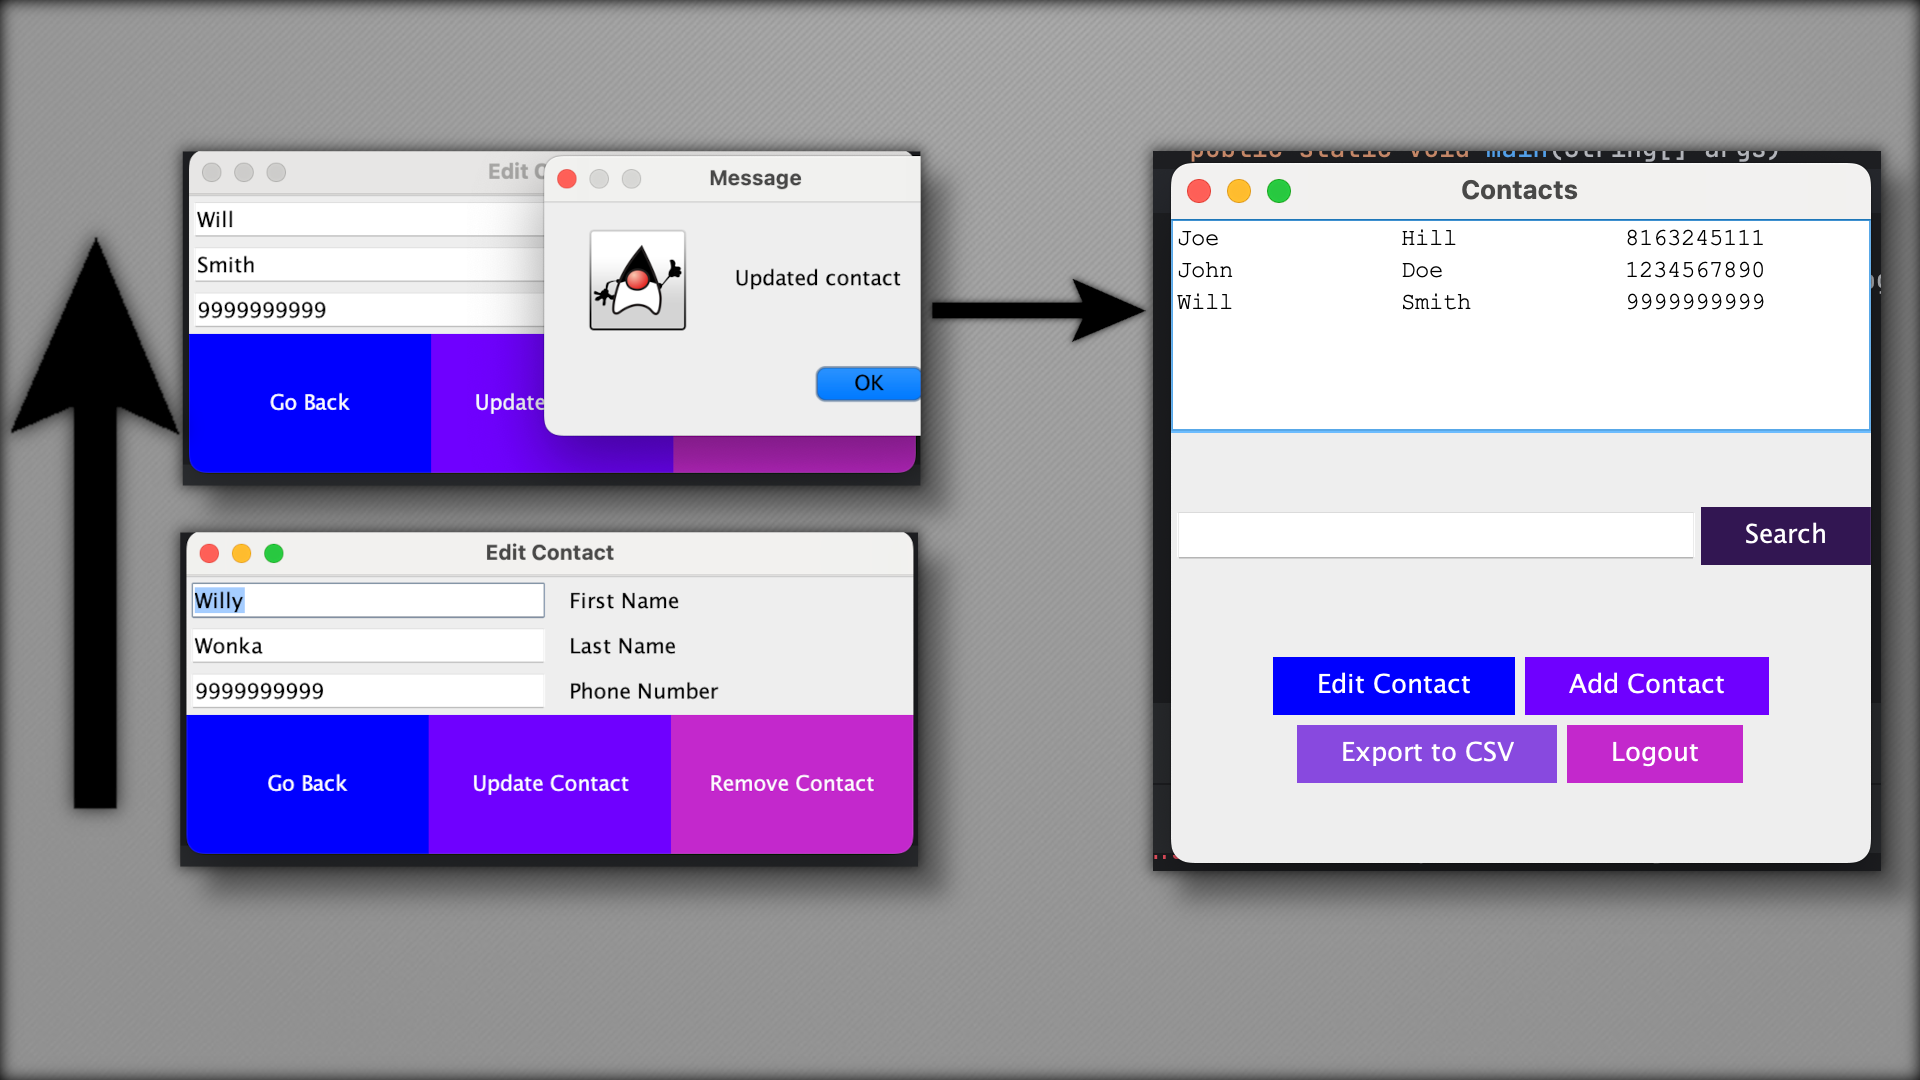 Edit C
Will
Smith
9999999999
Go Back
Update
Message
Updated contact
OK
Edit Contact
Willy
First Name
Wonka
Last Name
9999999999
Phone Number
Go Back
Update Contact
Remove Contact
public static void main(String[] args)
Contacts
Joe Hill 8163245111
John Doe 1234567890
Will Smith 9999999999
Search
Edit Contact
Add Contact
Export to CSV
Logout